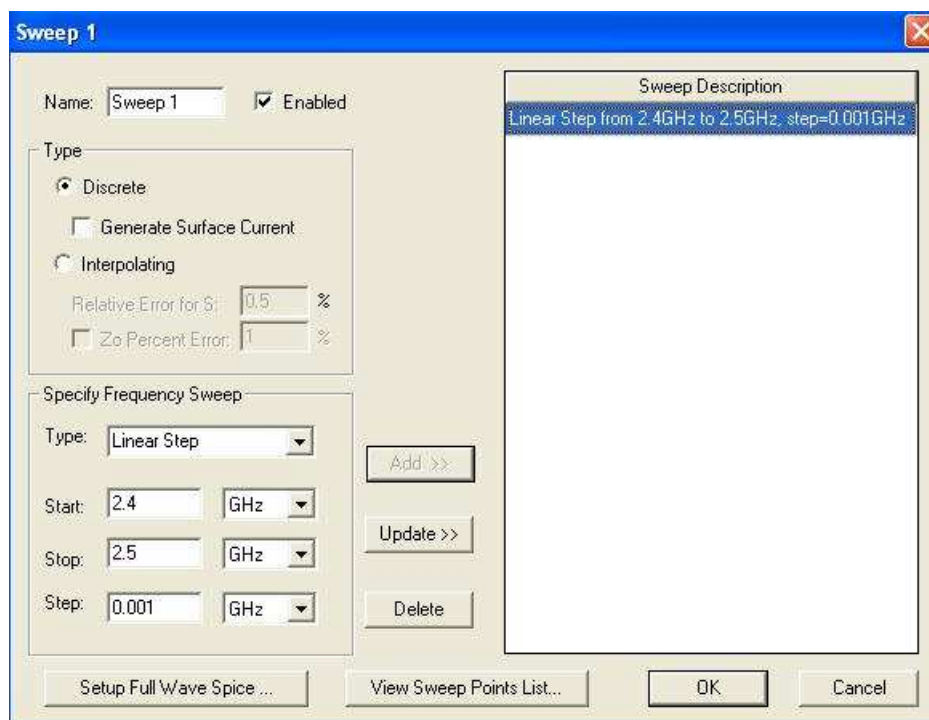 Sweep 1
Name: Sweep 1 Enabled
Type
Discrete
Generate Surface Current
Interpolating
Relative Error for S: 0.5 %
Zo Percent Error: 1 %
Specify Frequency Sweep
Type: Linear Step
Start: 2.4 GHz
Stop: 2.5 GHz
Step: 0.001 GHz
Add >>
Update >>
Delete
Sweep Description
Linear Step from 2.4GHz to 2.5GHz, step=0.001GHz
Setup Full Wave Spice ...
View Sweep Points List...
OK
Cancel